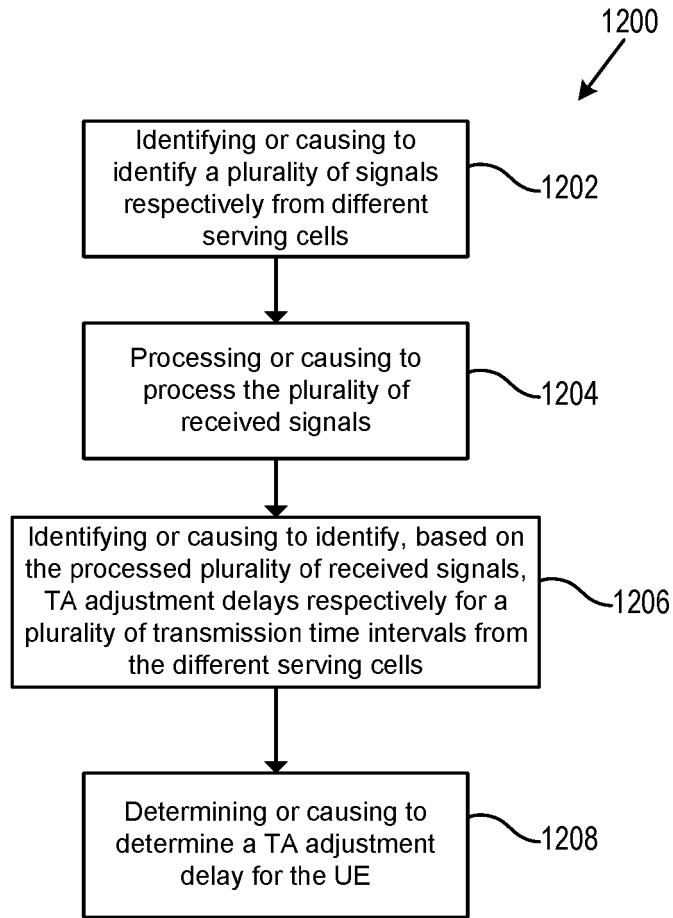 1200
Identifying or causing to
identify a plurality of signals
respectively from different
serving cells
1202
Processing or causing to
process the plurality of
received signals
1204
Identifying or causing to identify, based on
the processed plurality of received signals,
TA adjustment delays respectively for a
plurality of transmission time intervals from
the different serving cells
1206
Determining or causing to
determine a TA adjustment
delay for the UE
1208